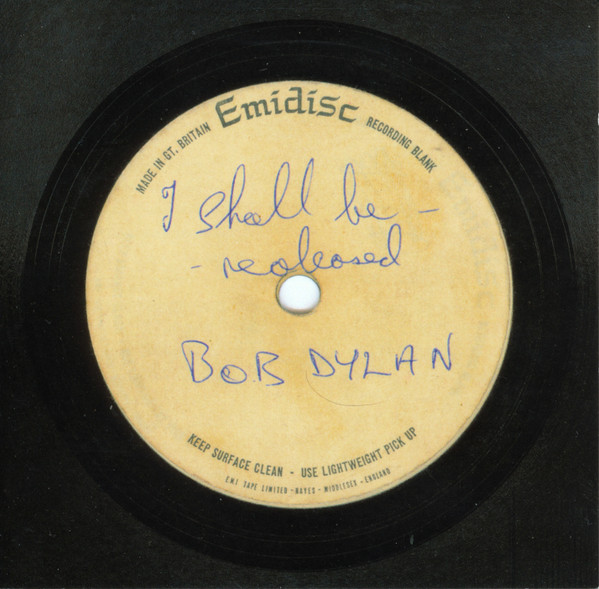 Emidisc
MADE IN GT. BRITAIN
RECORDING BLANK
I shall be -
- released
BOB DYLAN
KEEP SURFACE CLEAN - USE LIGHTWEIGHT PICK UP
E.M.I TAPE LIMITED - HAYES - MIDDLESEX - ENGLAND